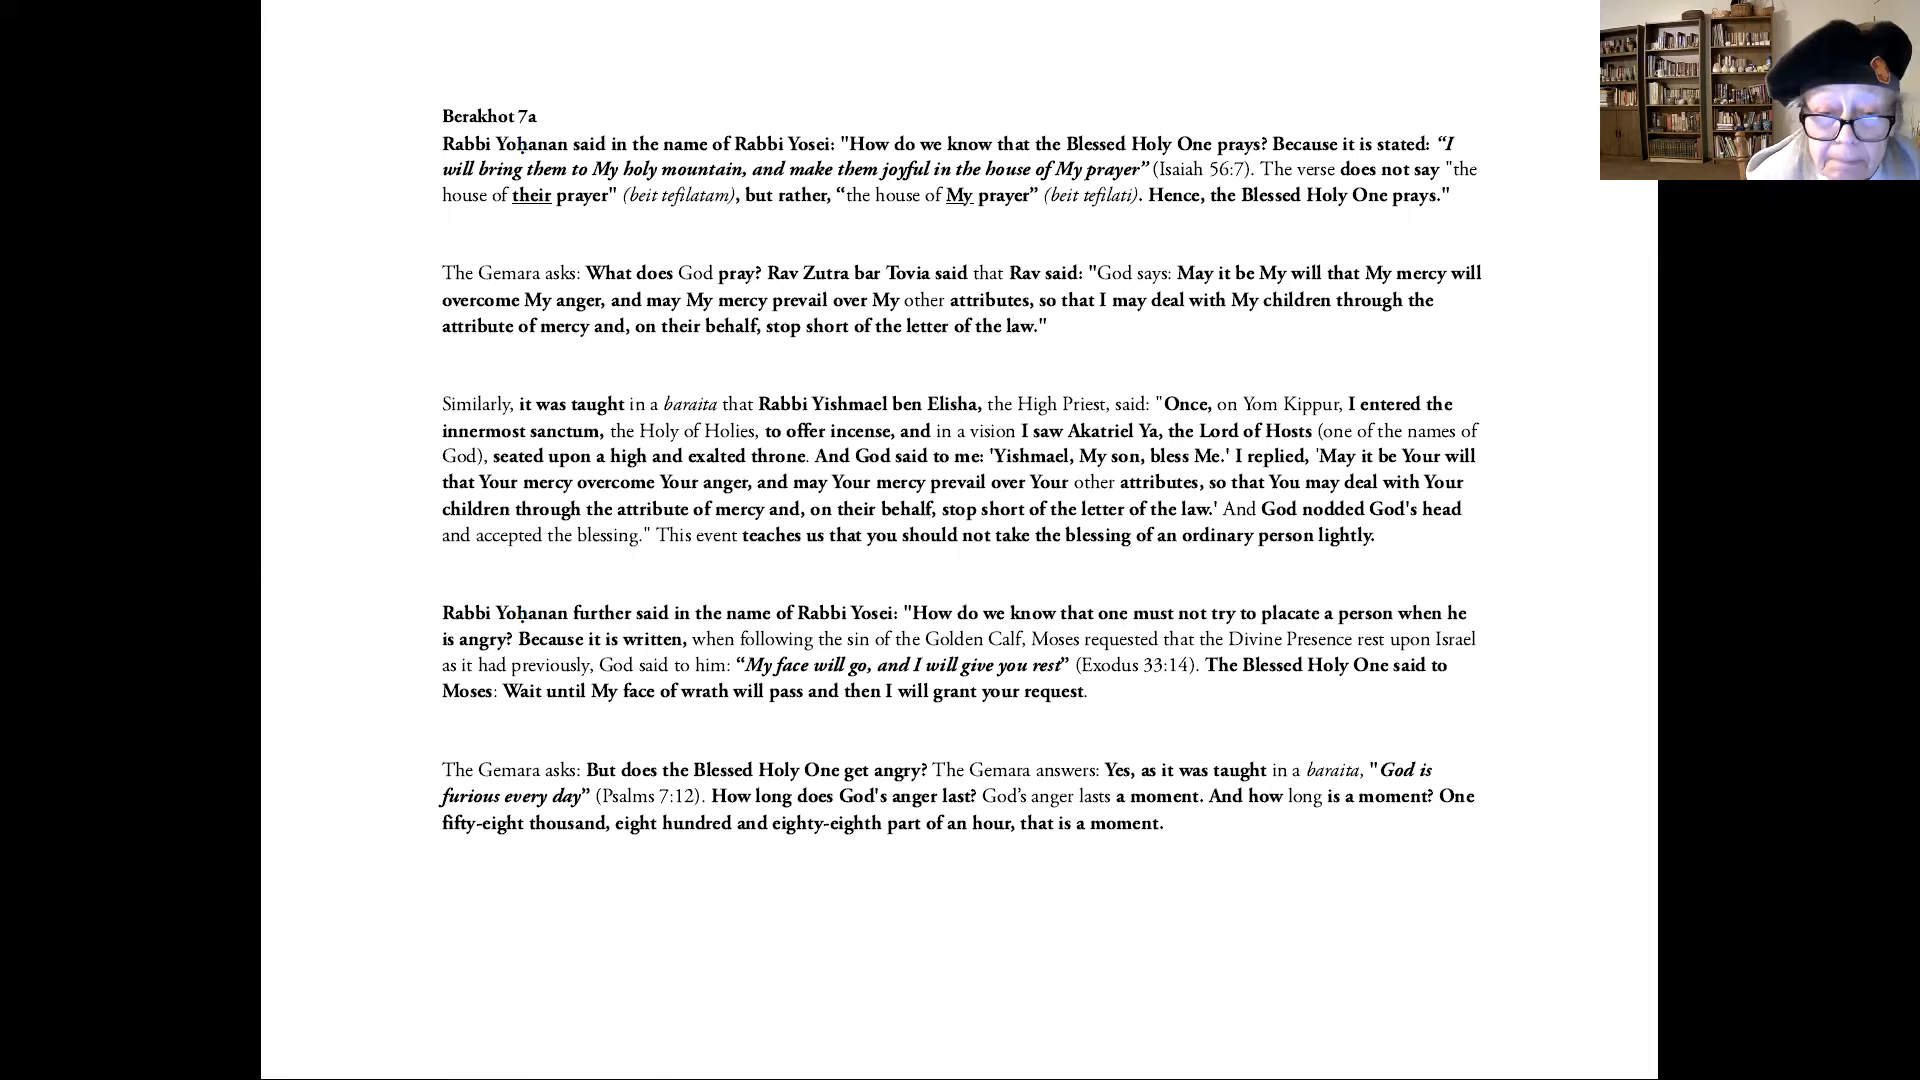 Berakhot 7a
Rabbi Yoḥanan said in the name of Rabbi Yosei: "How do we know that the Blessed Holy One prays? Because it is stated: “I
will bring them to My holy mountain, and make them joyful in the house of My prayer” (Isaiah 56:7). The verse does not say "the
house of their prayer" (beit tefilatam), but rather, “the house of My prayer” (beit tefilati). Hence, the Blessed Holy One prays."
The Gemara asks: What does God pray? Rav Zutra bar Tovia said that Rav said: "God says: May it be My will that My mercy will
overcome My anger, and may My mercy prevail over My other attributes, so that I may deal with My children through the
attribute of mercy and, on their behalf, stop short of the letter of the law."
Similarly, it was taught in a baraita that Rabbi Yishmael ben Elisha, the High Priest, said: "Once, on Yom Kippur, I entered the
innermost sanctum, the Holy of Holies, to offer incense, and in a vision I saw Akatriel Ya, the Lord of Hosts (one of the names of
God), seated upon a high and exalted throne. And God said to me: 'Yishmael, My son, bless Me.' I replied, 'May it be Your will
that Your mercy overcome Your anger, and may Your mercy prevail over Your other attributes, so that You may deal with Your
children through the attribute of mercy and, on their behalf, stop short of the letter of the law.' And God nodded God's head
and accepted the blessing." This event teaches us that you should not take the blessing of an ordinary person lightly.
Rabbi Yoḥanan further said in the name of Rabbi Yosei: "How do we know that one must not try to placate a person when he
is angry? Because it is written, when following the sin of the Golden Calf, Moses requested that the Divine Presence rest upon Israel
as it had previously, God said to him: “My face will go, and I will give you rest” (Exodus 33:14). The Blessed Holy One said to
Moses: Wait until My face of wrath will pass and then I will grant your request.
The Gemara asks: But does the Blessed Holy One get angry? The Gemara answers: Yes, as it was taught in a baraita, "God is
furious every day” (Psalms 7:12). How long does God's anger last? God’s anger lasts a moment. And how long is a moment? One
fifty-eight thousand, eight hundred and eighty-eighth part of an hour, that is a moment.